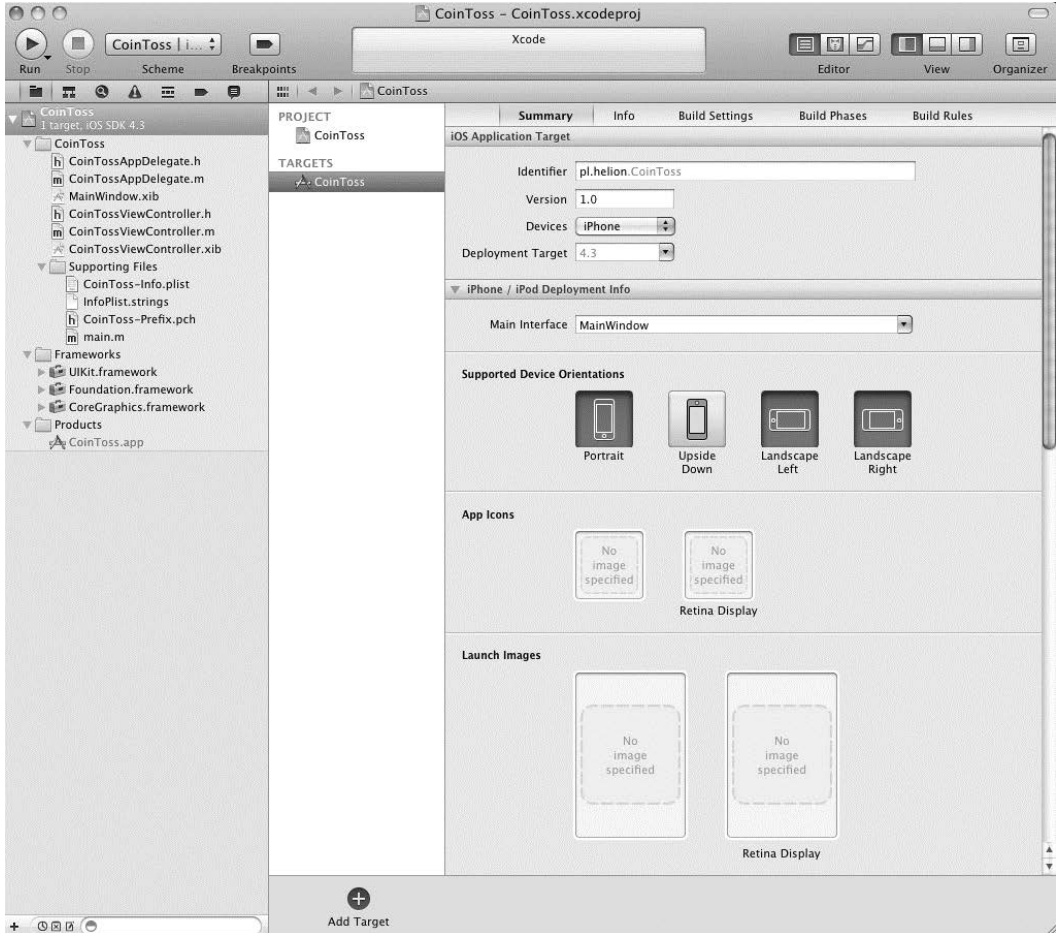 CoinToss – CoinToss.xcodeproj
Run
Stop
CoinToss | i...
Scheme
Breakpoints
Xcode
Editor
View
Organizer
CoinToss
1 target, iOS SDK 4.3
CoinToss
h CoinTossAppDelegate.h
m CoinTossAppDelegate.m
MainWindow.xib
h CoinTossViewController.h
m CoinTossViewController.m
CoinTossViewController.xib
Supporting Files
CoinToss-Info.plist
InfoPlist.strings
h CoinToss-Prefix.pch
m main.m
Frameworks
UIKit.framework
Foundation.framework
CoreGraphics.framework
Products
CoinToss.app
CoinToss
PROJECT
CoinToss
TARGETS
CoinToss
Add Target
Summary Info Build Settings Build Phases Build Rules
iOS Application Target
Identifier pl.helion.CoinToss
Version 1.0
Devices iPhone
Deployment Target 4.3
iPhone / iPod Deployment Info
Main Interface MainWindow
Supported Device Orientations
Portrait
Upside
Down
Landscape
Left
Landscape
Right
App Icons
No
image
specified
No
image
specified
Retina Display
Launch Images
No
image
specified
No
image
specified
Retina Display